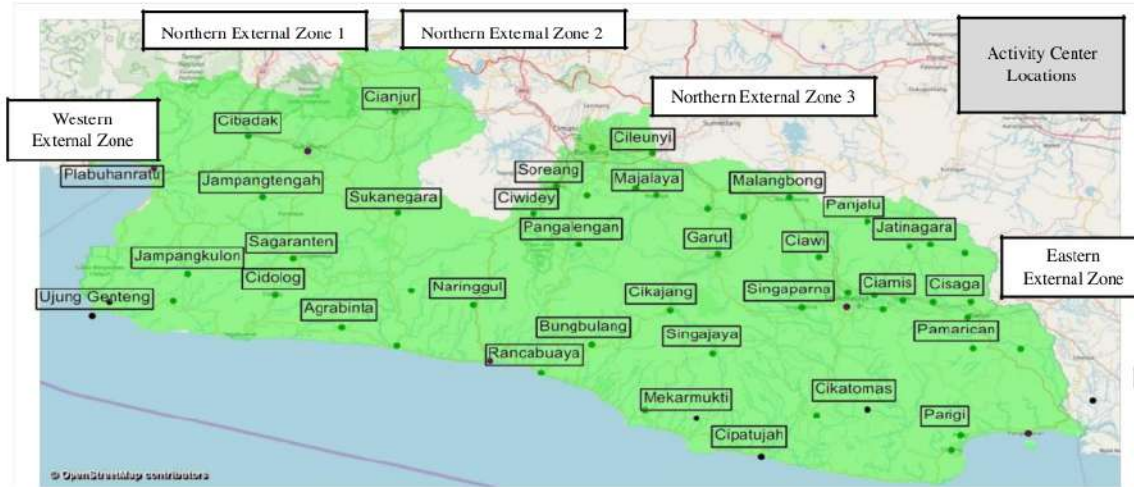 Northern External Zone 1
Northern External Zone 2
Activity Center
Locations
Northern External Zone 3
Western
External Zone
Cianjur
Cibadak
Cileunyi
Plabuhanratu
Jampangtengah
Soreang
Majalaya
Malangbong
Sukanegara
Ciwidey
Panjalu
Pangalengan
Jatinagara
Sagaranten
Garut
Ciawi
Eastern
External Zone
Jampangkulon
Cidolog
Ujung Genteng
Naringgul
Cikajang
Singaparna
Ciamis
Cisaga
Agrabinta
Bungbulang
Singajaya
Pamarican
Rancabuaya
Mekarmukti
Cikatomas
Parigi
Cipatujah
© OpenStreetMap contributors